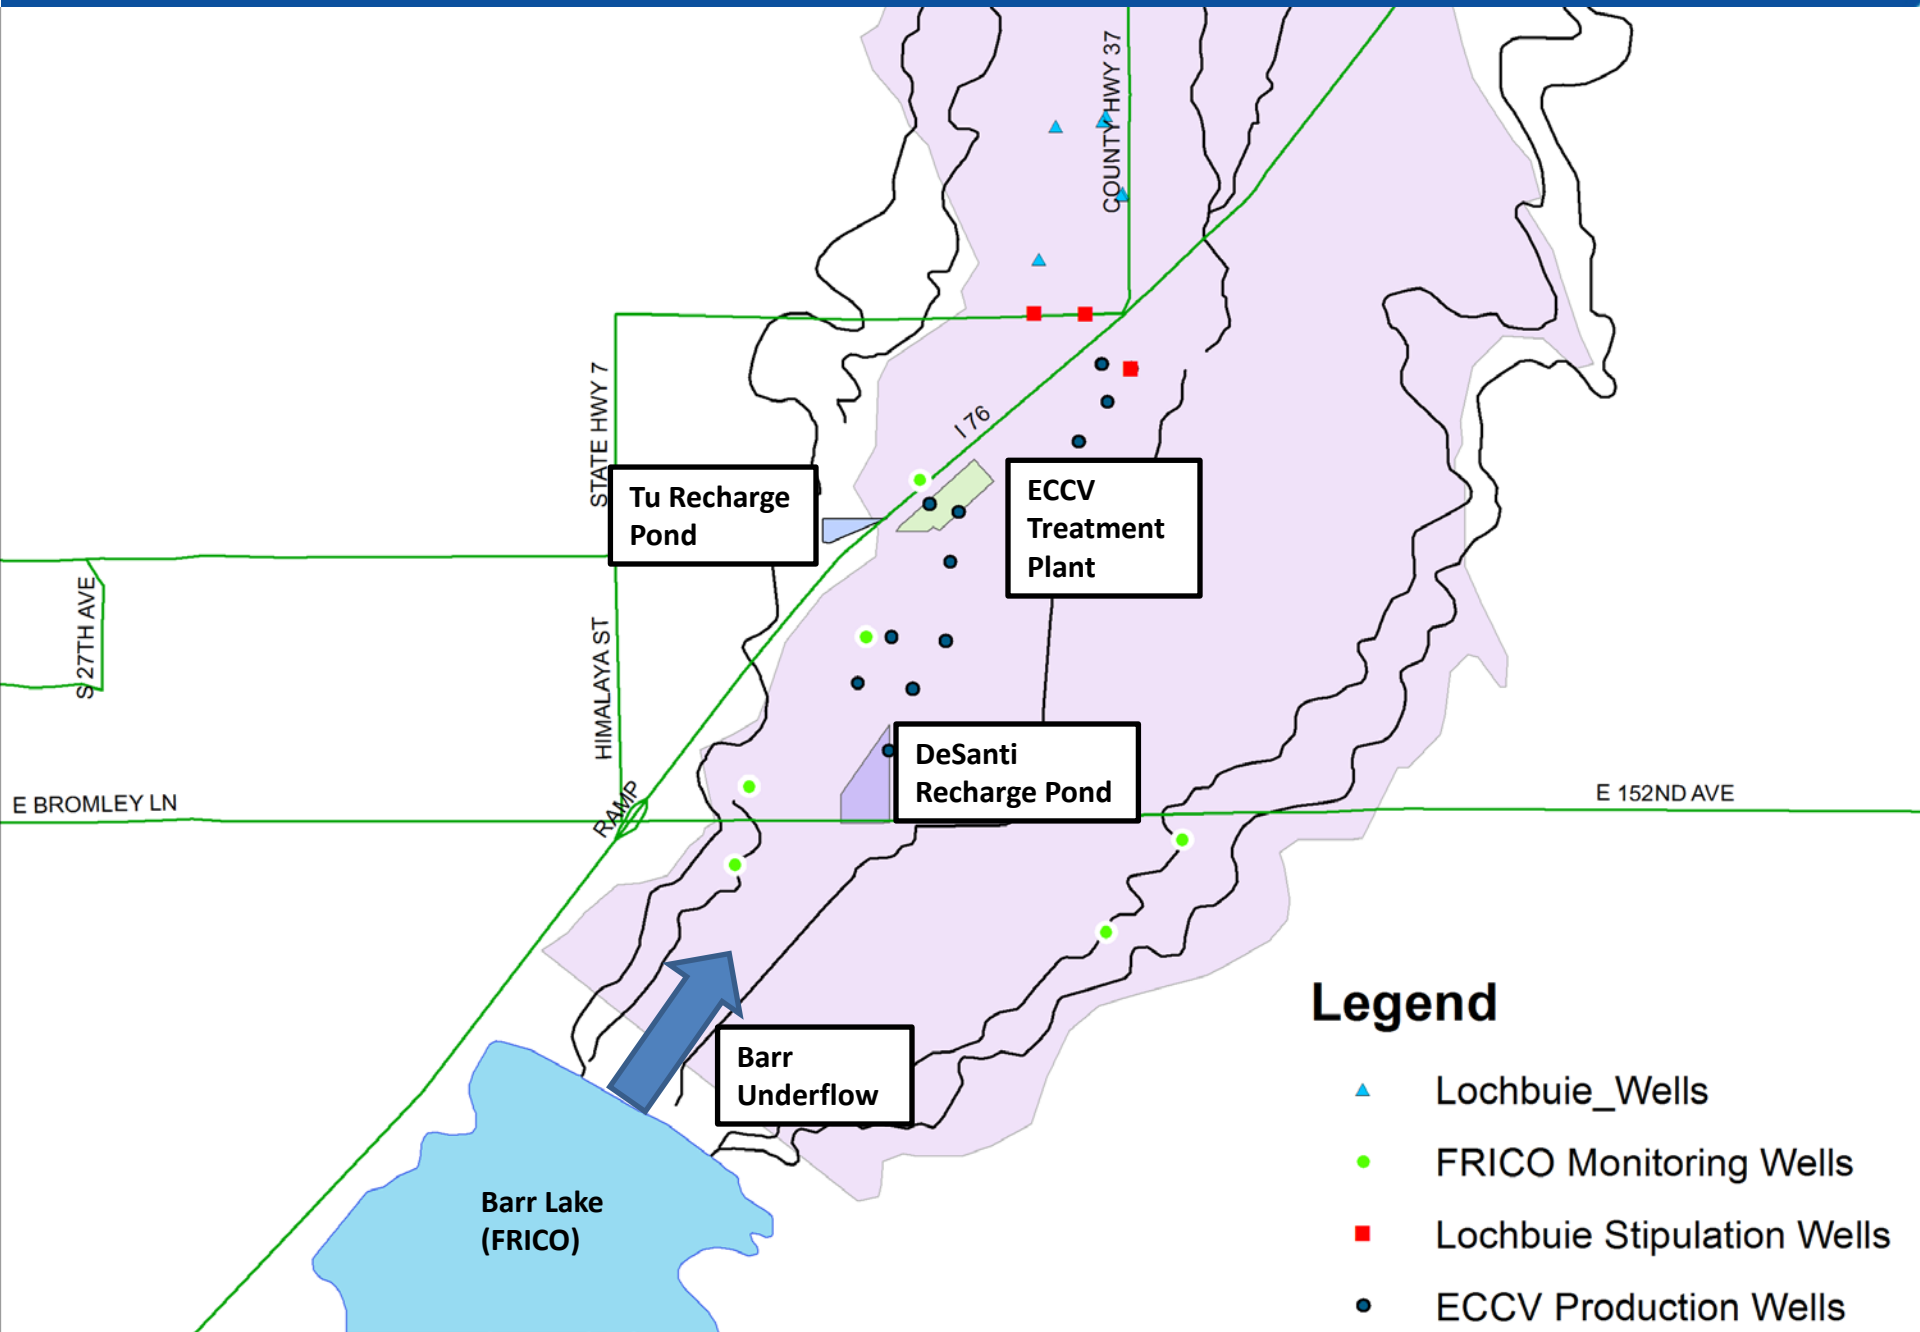 COUNTY HWY 37
STATE HWY 7
I 76
Tu Recharge
Pond
ECCV
Treatment
Plant
S 27TH AVE
HIMALAYA ST
DeSanti
Recharge Pond
E BROMLEY LN
RAMP
E 152ND AVE
Barr
Underflow
Barr Lake
(FRICO)
Legend
Lochbuie_Wells
FRICO Monitoring Wells
Lochbuie Stipulation Wells
ECCV Production Wells